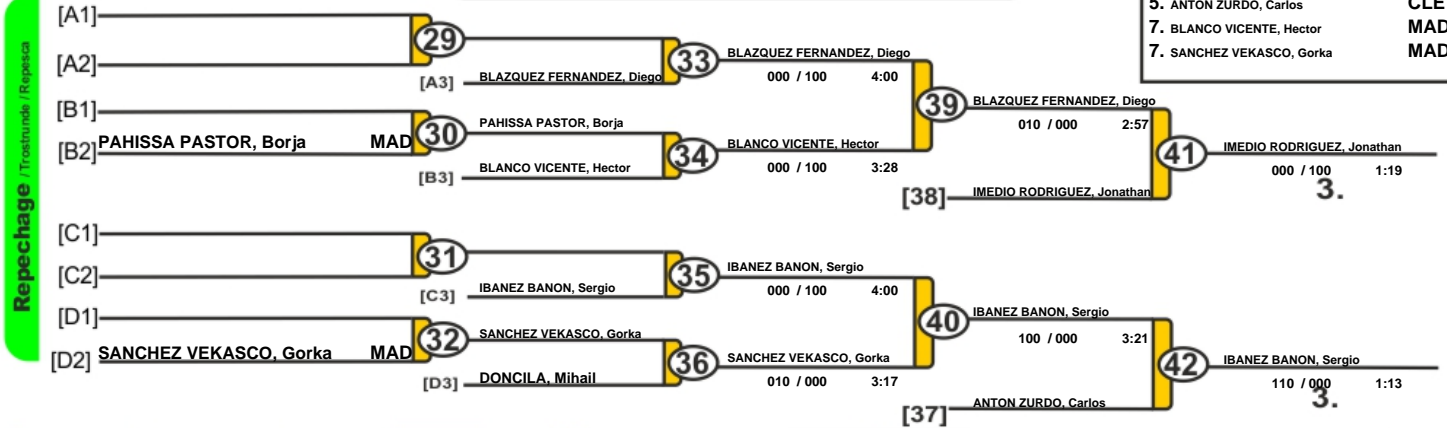 5. ANTON ZURDO, Carlos CLE
7. BLANCO VICENTE, Hector MAD
7. SANCHEZ VEKASCO, Gorka MAD
Repechage / Trostrunde / Repesca
[A1]
29
[A2]
[A3] BLAZQUEZ FERNANDEZ, Diego
33
BLAZQUEZ FERNANDEZ, Diego
000 / 100 4:00
[B1]
[B2] PAHISSA PASTOR, Borja MAD
30
PAHISSA PASTOR, Borja
[B3] BLANCO VICENTE, Hector
34
BLANCO VICENTE, Hector
000 / 100 3:28
39
BLAZQUEZ FERNANDEZ, Diego
010 / 000 2:57
[38] IMEDIO RODRIGUEZ, Jonathan
41
IMEDIO RODRIGUEZ, Jonathan
000 / 100 1:19
3.
[C1]
31
[C2]
[C3] IBANEZ BANON, Sergio
35
IBANEZ BANON, Sergio
000 / 100 4:00
[D1]
[D2] SANCHEZ VEKASCO, Gorka MAD
32
SANCHEZ VEKASCO, Gorka
[D3] DONCILA, Mihail
36
SANCHEZ VEKASCO, Gorka
010 / 000 3:17
40
IBANEZ BANON, Sergio
100 / 000 3:21
[37] ANTON ZURDO, Carlos
42
IBANEZ BANON, Sergio
110 / 000 1:13
3.